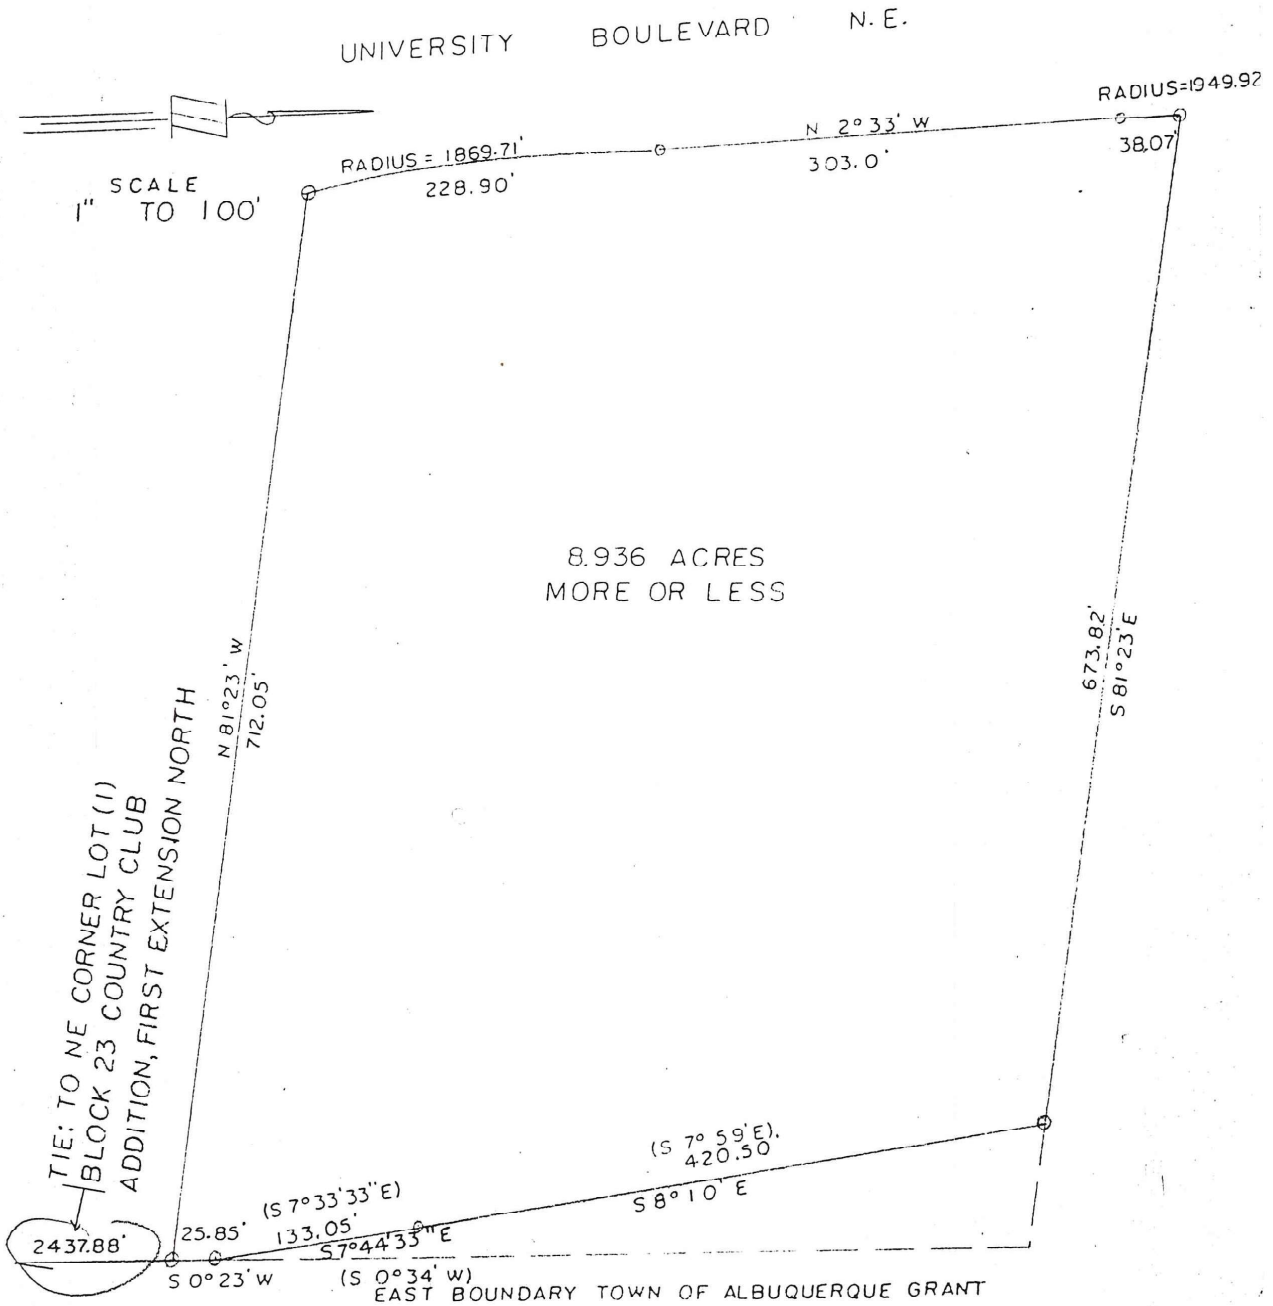 UNIVERSITY BOULEVARD N.E.
RADIUS=1949.92
N 2°33' W
RADIUS = 1869.71'
38.07'
303.0'
228.90'
SCALE
1" TO 100'
8.936 ACRES
MORE OR LESS
673.82'
S 81°23'E
N 81°23' W
712.05'
TIE: TO NE CORNER LOT (1)
BLOCK 23 COUNTRY CLUB
ADDITION, FIRST EXTENSION NORTH
(S 7° 59'E).
420.50'
S 8°10' E
(S 7°33'33"E)
133.05'
S7°44'33"E
25.85'
2437.88'
S 0°23' W
(S 0°34' W)
EAST BOUNDARY TOWN OF ALBUQUERQUE GRANT